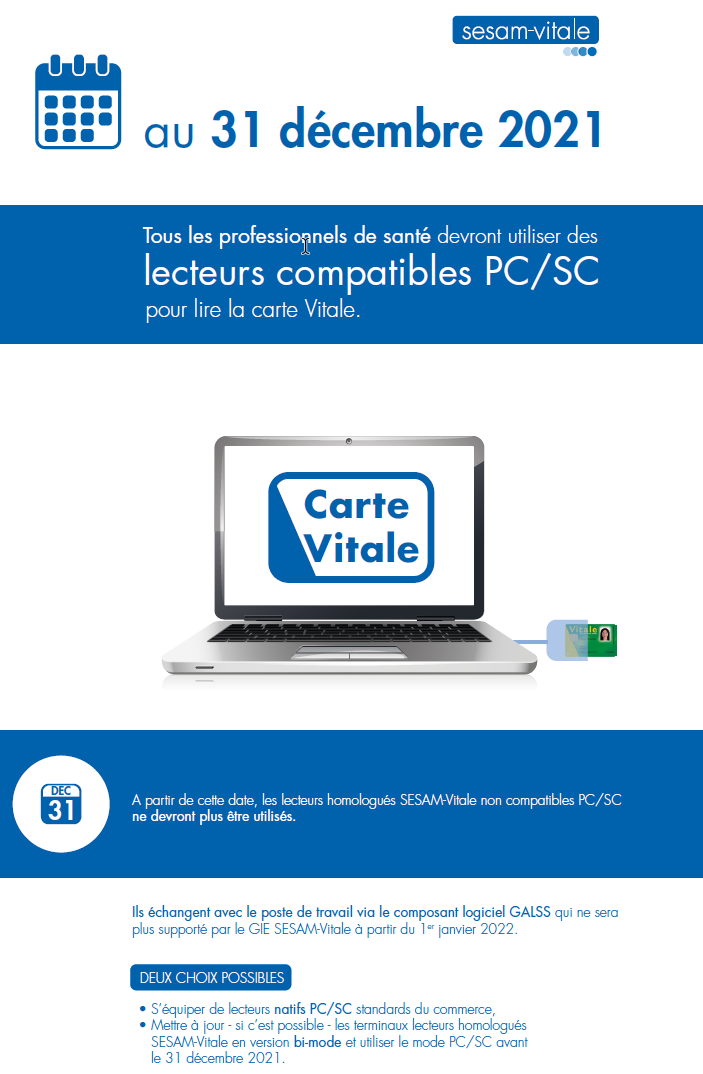 sesam-vitale
au 31 décembre 2021
Tous les professionnels de santé devront utiliser des
lecteurs compatibles PC/SC
pour lire la carte Vitale.
Carte
Vitale
Vitale
DEC
31
A partir de cette date, les lecteurs homologués SESAM-Vitale non compatibles PC/SC
ne devront plus être utilisés.
Ils échangent avec le poste de travail via le composant logiciel GALSS qui ne sera
plus supporté par le GIE SESAM-Vitale à partir du 1er janvier 2022.
DEUX CHOIX POSSIBLES
• S'équiper de lecteurs natifs PC/SC standards du commerce,
• Mettre à jour - si c'est possible - les terminaux lecteurs homologués
SESAM-Vitale en version bi-mode et utiliser le mode PC/SC avant
le 31 décembre 2021.